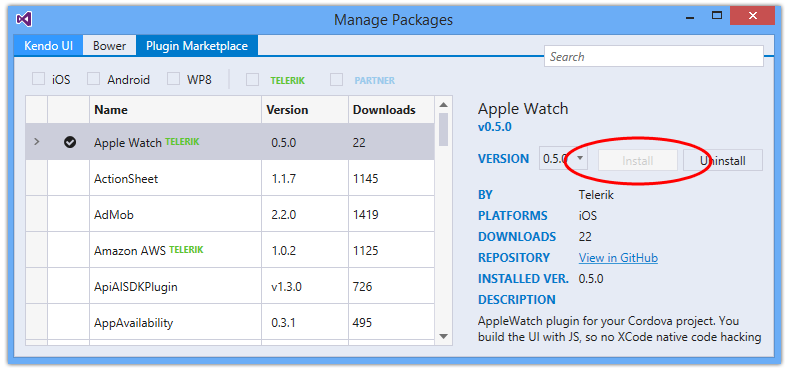 Manage Packages
Kendo UI Bower Plugin Marketplace
Search
iOS Android WP8 TELERIK PARTNER
Name Version Downloads
Apple Watch TELERIK 0.5.0 22
ActionSheet 1.1.7 1145
AdMob 2.2.0 1419
Amazon AWS TELERIK 1.0.2 1125
ApiAISDKPlugin v1.3.0 726
AppAvailability 0.3.1 495
Apple Watch
v0.5.0
VERSION 0.5.0 Install Uninstall
BY Telerik
PLATFORMS iOS
DOWNLOADS 22
REPOSITORY View in GitHub
INSTALLED VER. 0.5.0
DESCRIPTION
AppleWatch plugin for your Cordova project. You
build the UI with JS, so no XCode native code hacking